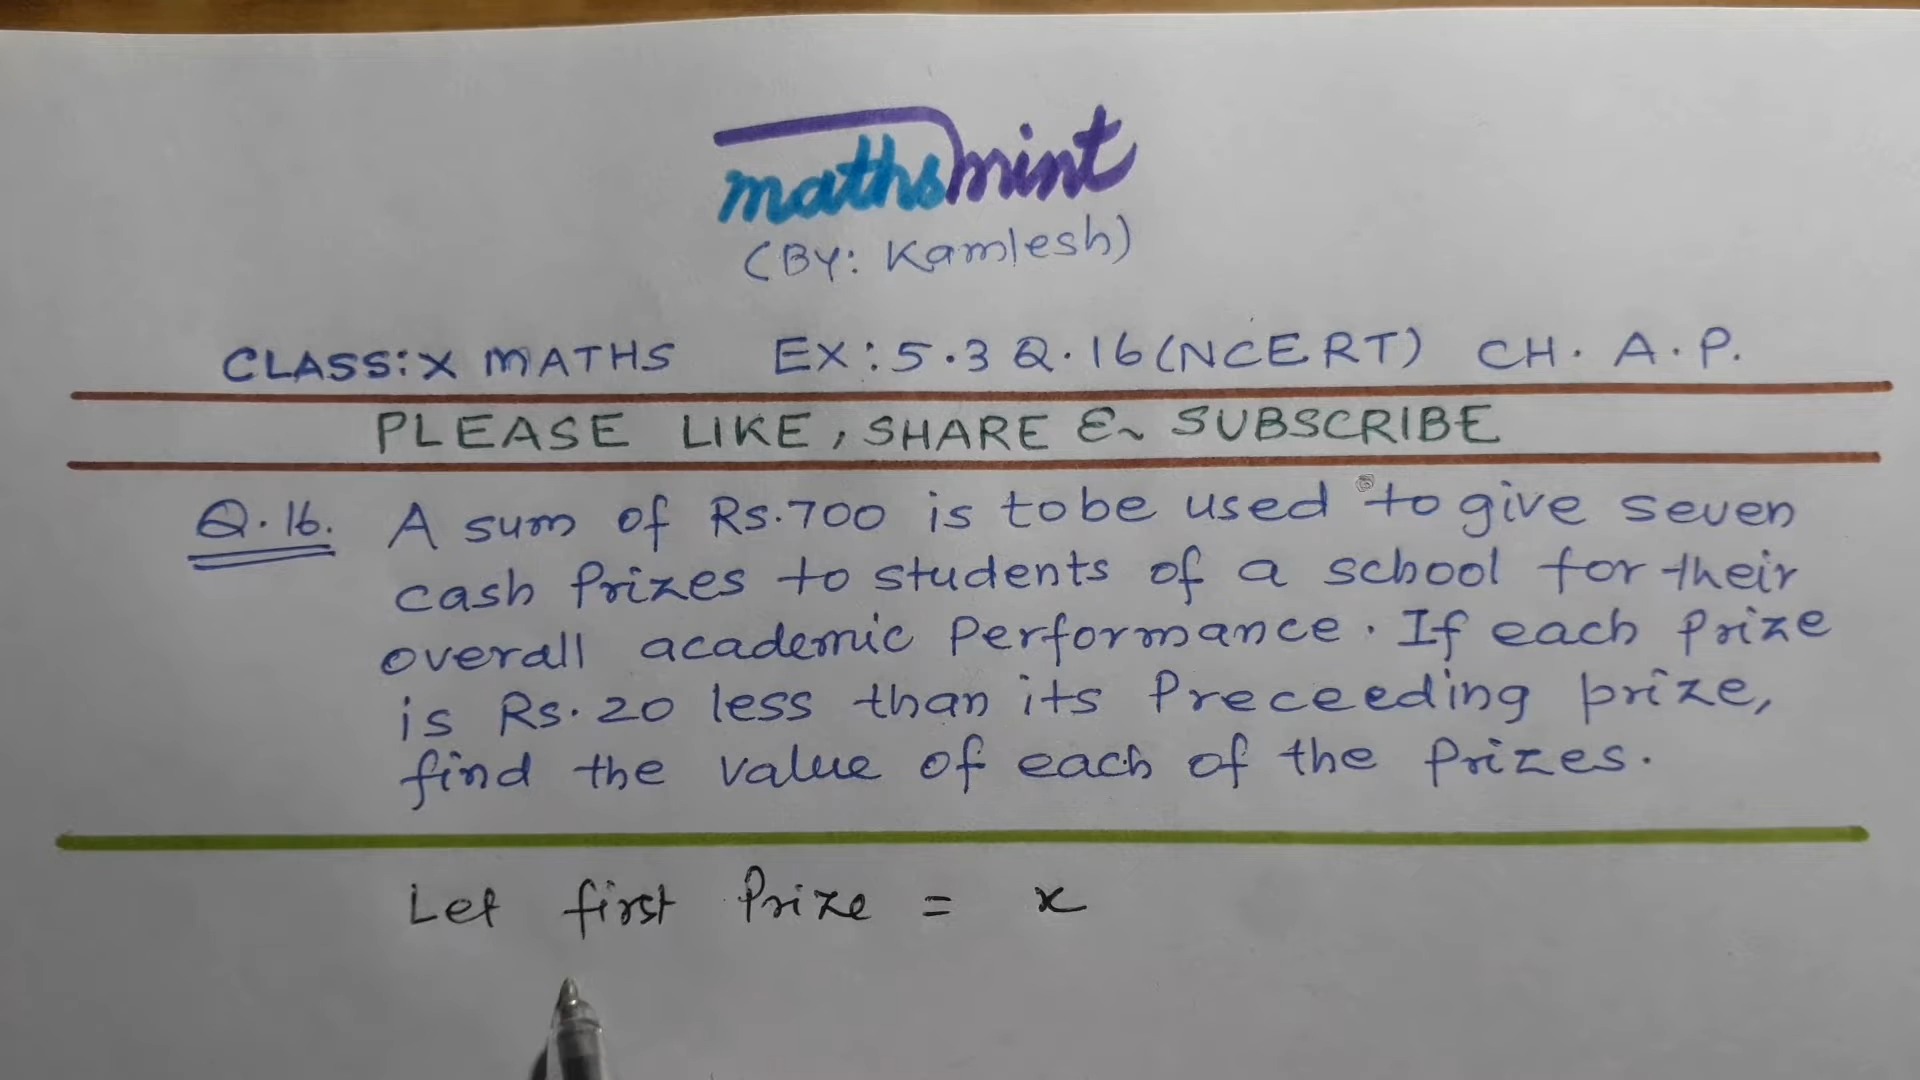 mathsmint
(BY: Kamlesh)
CLASS: X MATHS EX: 5.3 Q.16 (NCERT) CH. A.P.
PLEASE LIKE, SHARE & SUBSCRIBE
Q.16. A sum of Rs.700 is to be used to give seven
cash Prizes to students of a school for their
overall academic Performance. If each Prize
is Rs.20 less than its Preceeding prize,
find the value of each of the Prizes.
Let first Prize = x